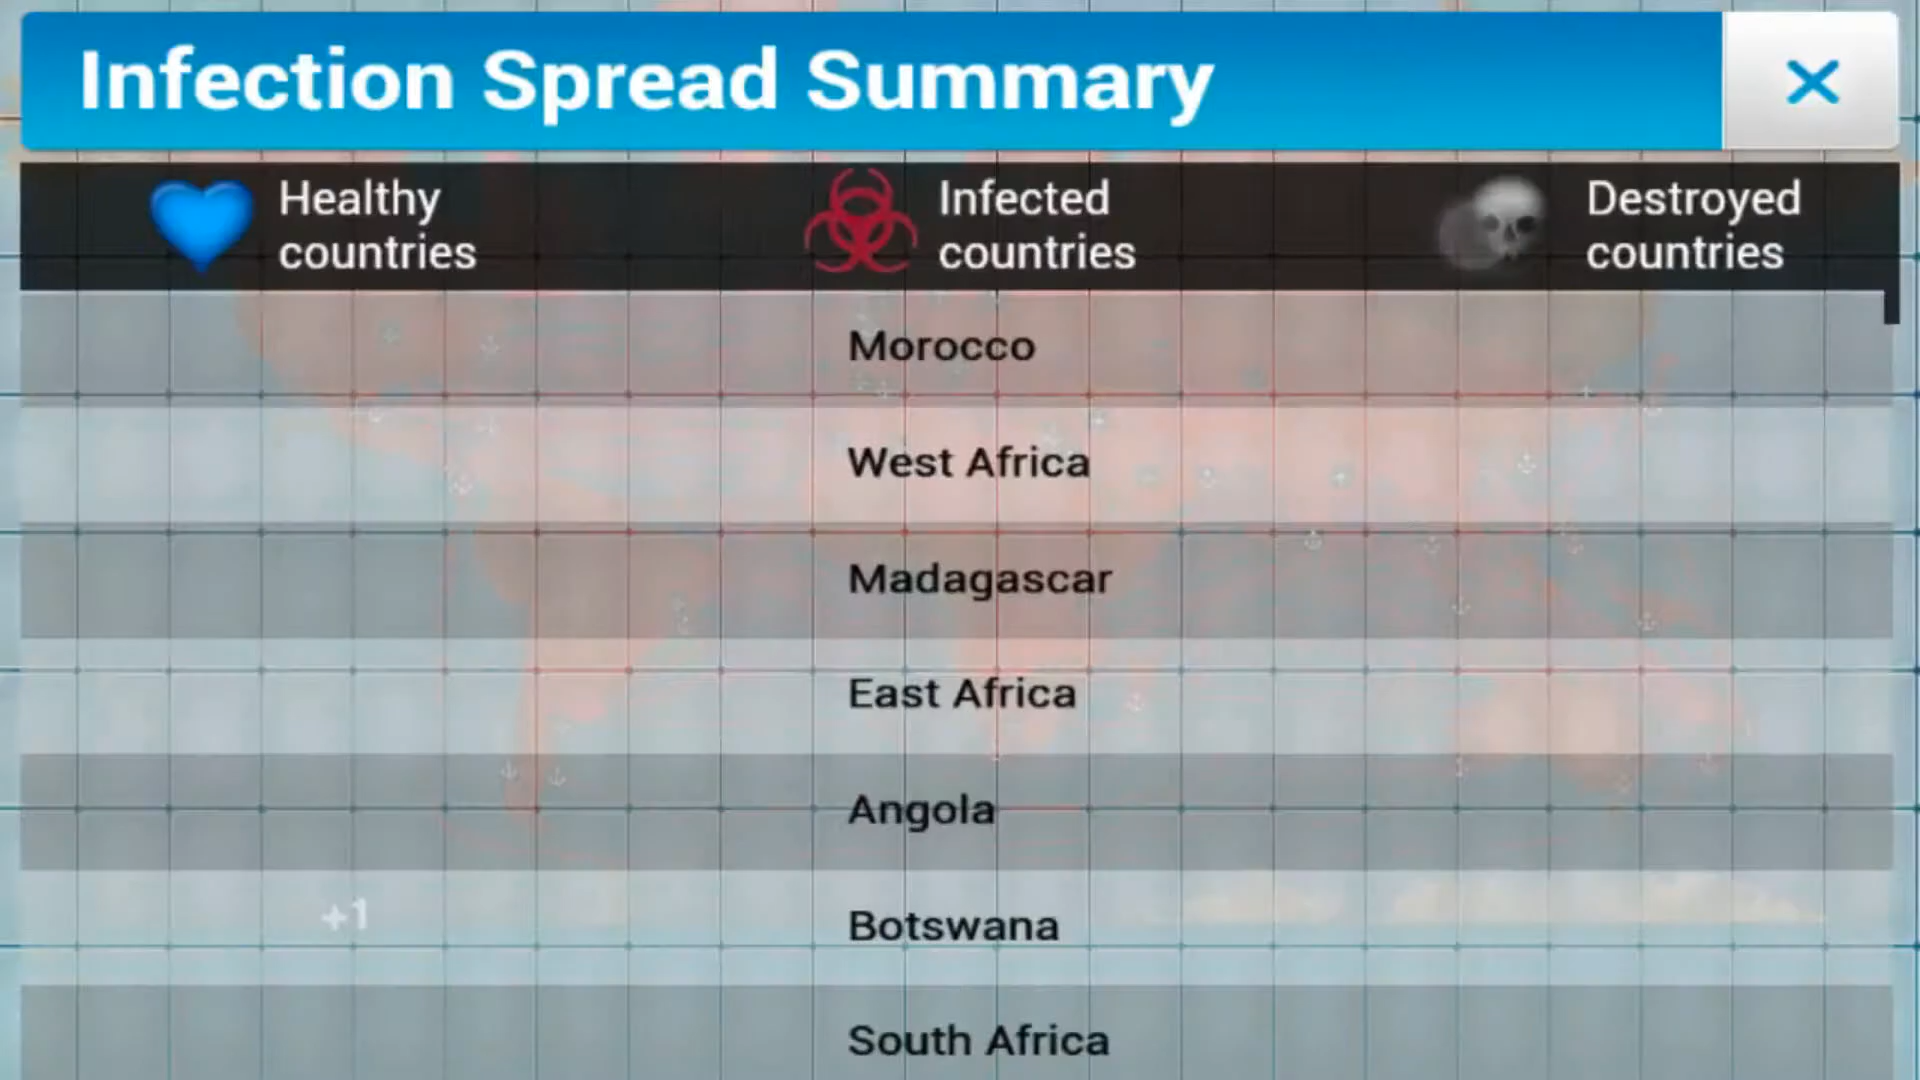 Infection Spread Summary
Healthy
countries
Infected
countries
Destroyed
countries
Morocco
West Africa
Madagascar
East Africa
Angola
+1
Botswana
South Africa